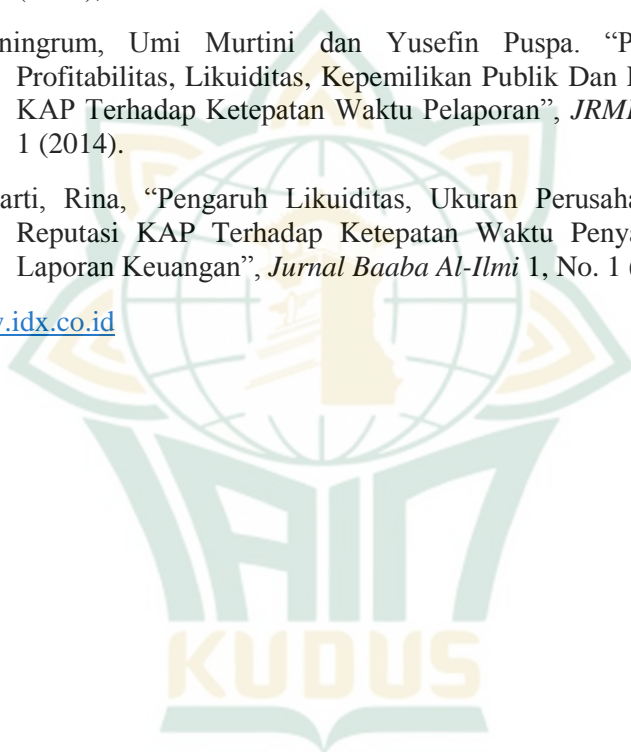 ningrum, Umi Murtini dan Yusefin Puspa. “P
Profitabilitas, Likuiditas, Kepemilikan Publik Dan
KAP Terhadap Ketepatan Waktu Pelaporan”, JRMI
1 (2014).
arti, Rina, “Pengaruh Likuiditas, Ukuran Perusaha
Reputasi KAP Terhadap Ketepatan Waktu Penya
Laporan Keuangan”, Jurnal Baaba Al-Ilmi 1, No. 1 (
.idx.co.id
IAIN
KUDUS